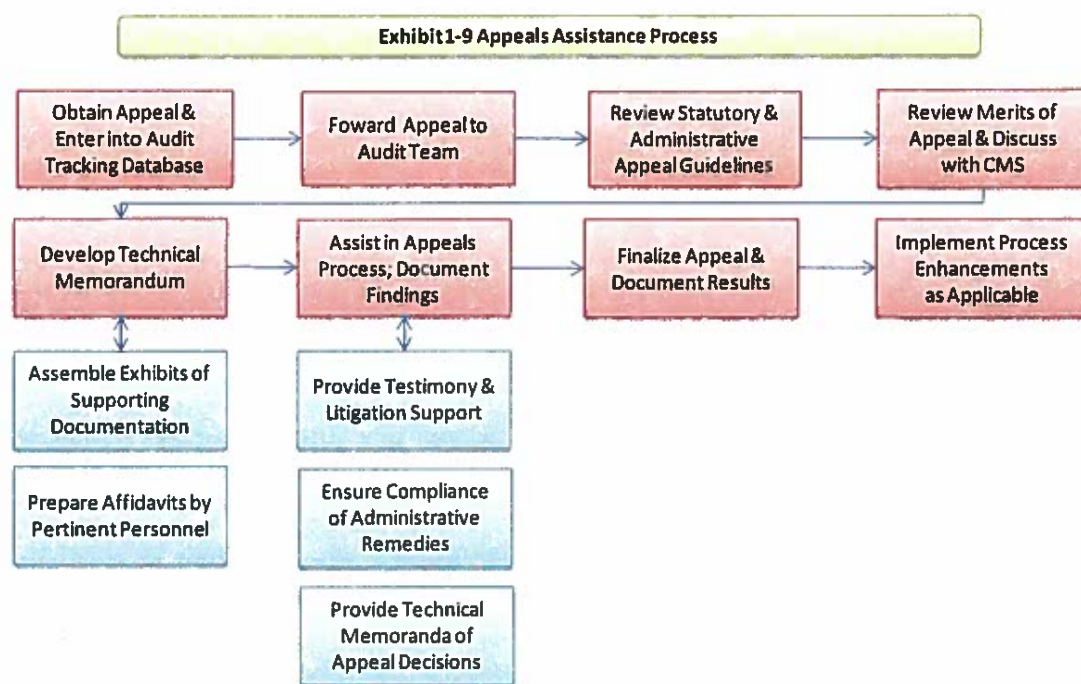 Exhibit 1-9 Appeals Assistance Process
Obtain Appeal &
Enter into Audit
Tracking Database
Foward Appeal to
Audit Team
Review Statutory &
Administrative
Appeal Guidelines
Review Merits of
Appeal & Discuss
with CMS
Develop Technical
Memorandum
Assist in Appeals
Process; Document
Findings
Finalize Appeal &
Document Results
Implement Process
Enhancements
as Applicable
Assemble Exhibits of
Supporting
Documentation
Provide Testimony &
Litigation Support
Prepare Affidavits by
Pertinent Personnel
Ensure Compliance
of Administrative
Remedies
Provide Technical
Memoranda of
Appeal Decisions